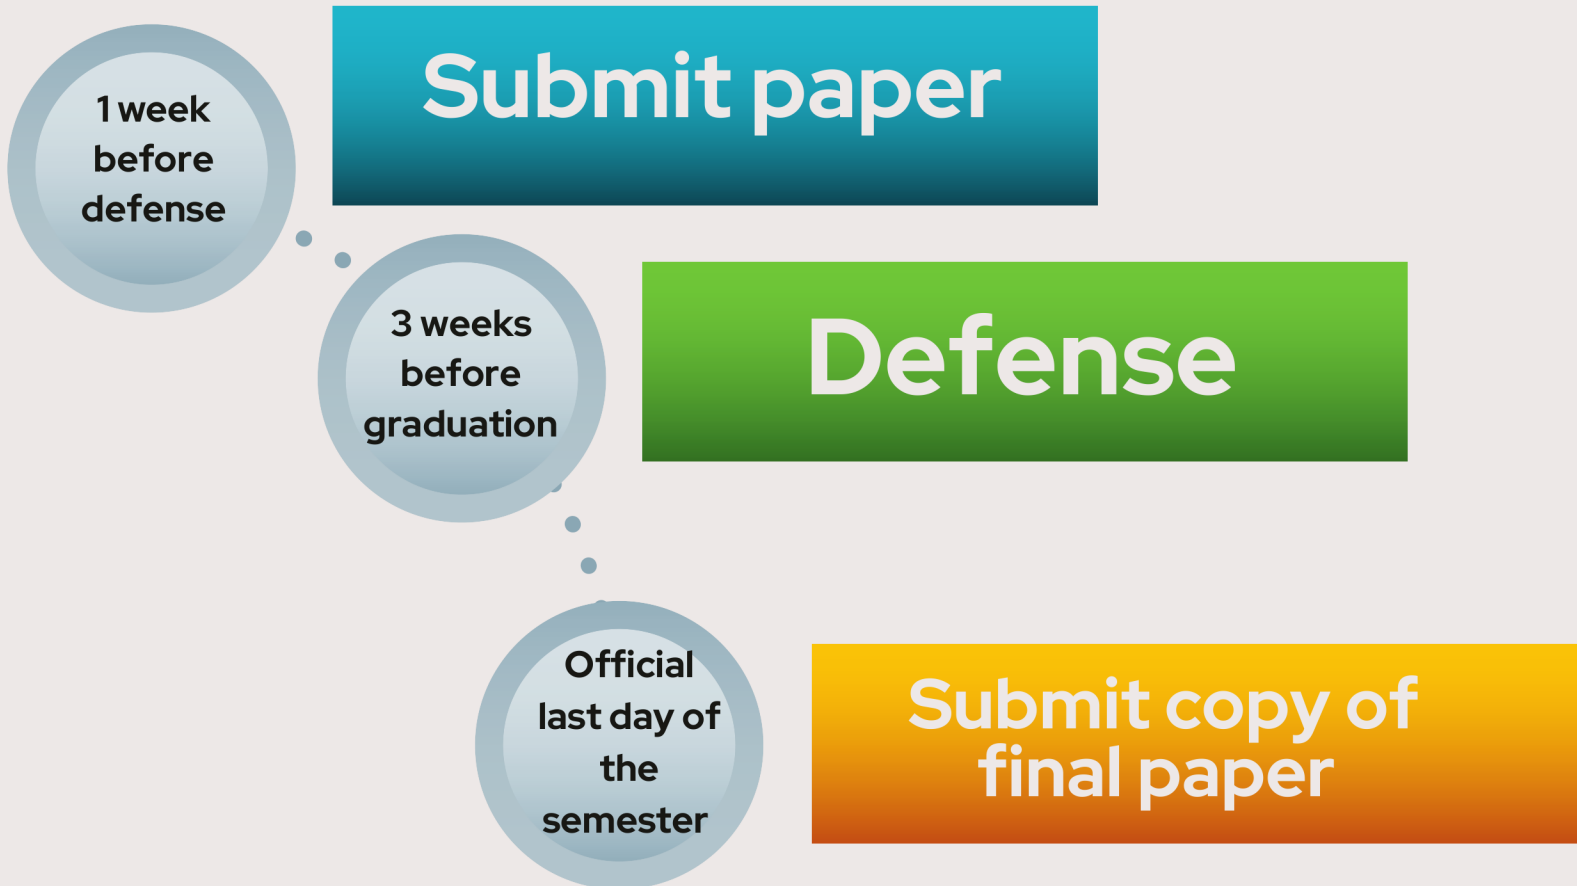 1 week
before
defense
Submit paper
3 weeks
before
graduation
Defense
Official
last day of
the
semester
Submit copy of
final paper